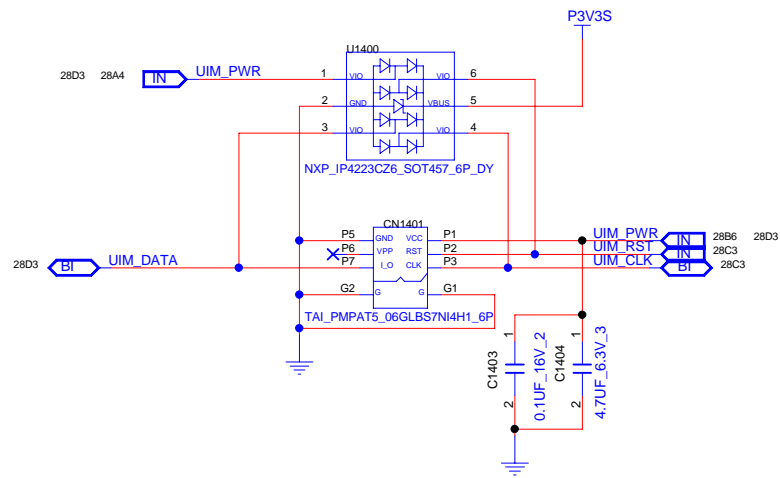 P3V3S
U1400
28D3 28A4 IN UIM_PWR 1 VIO VIO 6
2 GND VBUS 5
3 VIO VIO 4
NXP_IP4223CZ6_SOT457_6P_DY
CN1401
P5 GND VCC P1 UIM_PWR IN 28B6 28D3
P6 VPP RST P2 UIM_RST IN 28C3
28D3 BI UIM_DATA P7 I_O CLK P3 UIM_CLK BI 28C3
G2 G G G1
TAI_PMPAT5_06GLBS7NI4H1_6P
1 1
C1403 0.1UF_16V_2 C1404 4.7UF_6.3V_3
2 2